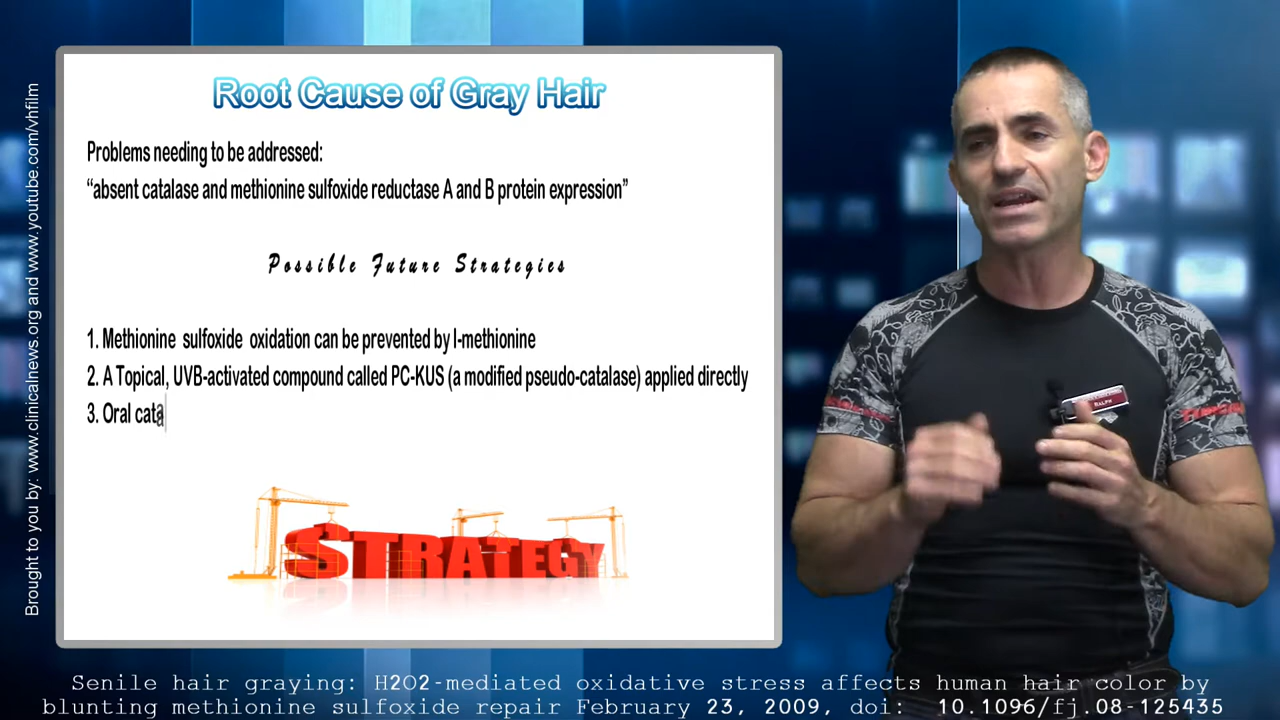 Root Cause of Gray Hair
Problems needing to be addressed:
“absent catalase and methionine sulfoxide reductase A and B protein expression”
Possible Future Strategies
1. Methionine sulfoxide oxidation can be prevented by l-methionine
2. A Topical, UVB-activated compound called PC-KUS (a modified pseudo-catalase) applied directly
3. Oral cata
STRATEGY
Brought to you by: www.clinicalnews.org and www.youtube.com/vhfilm
RALPH
Senile hair graying: H2O2-mediated oxidative stress affects human hair color by
blunting methionine sulfoxide repair February 23, 2009, doi: 10.1096/fj.08-125435